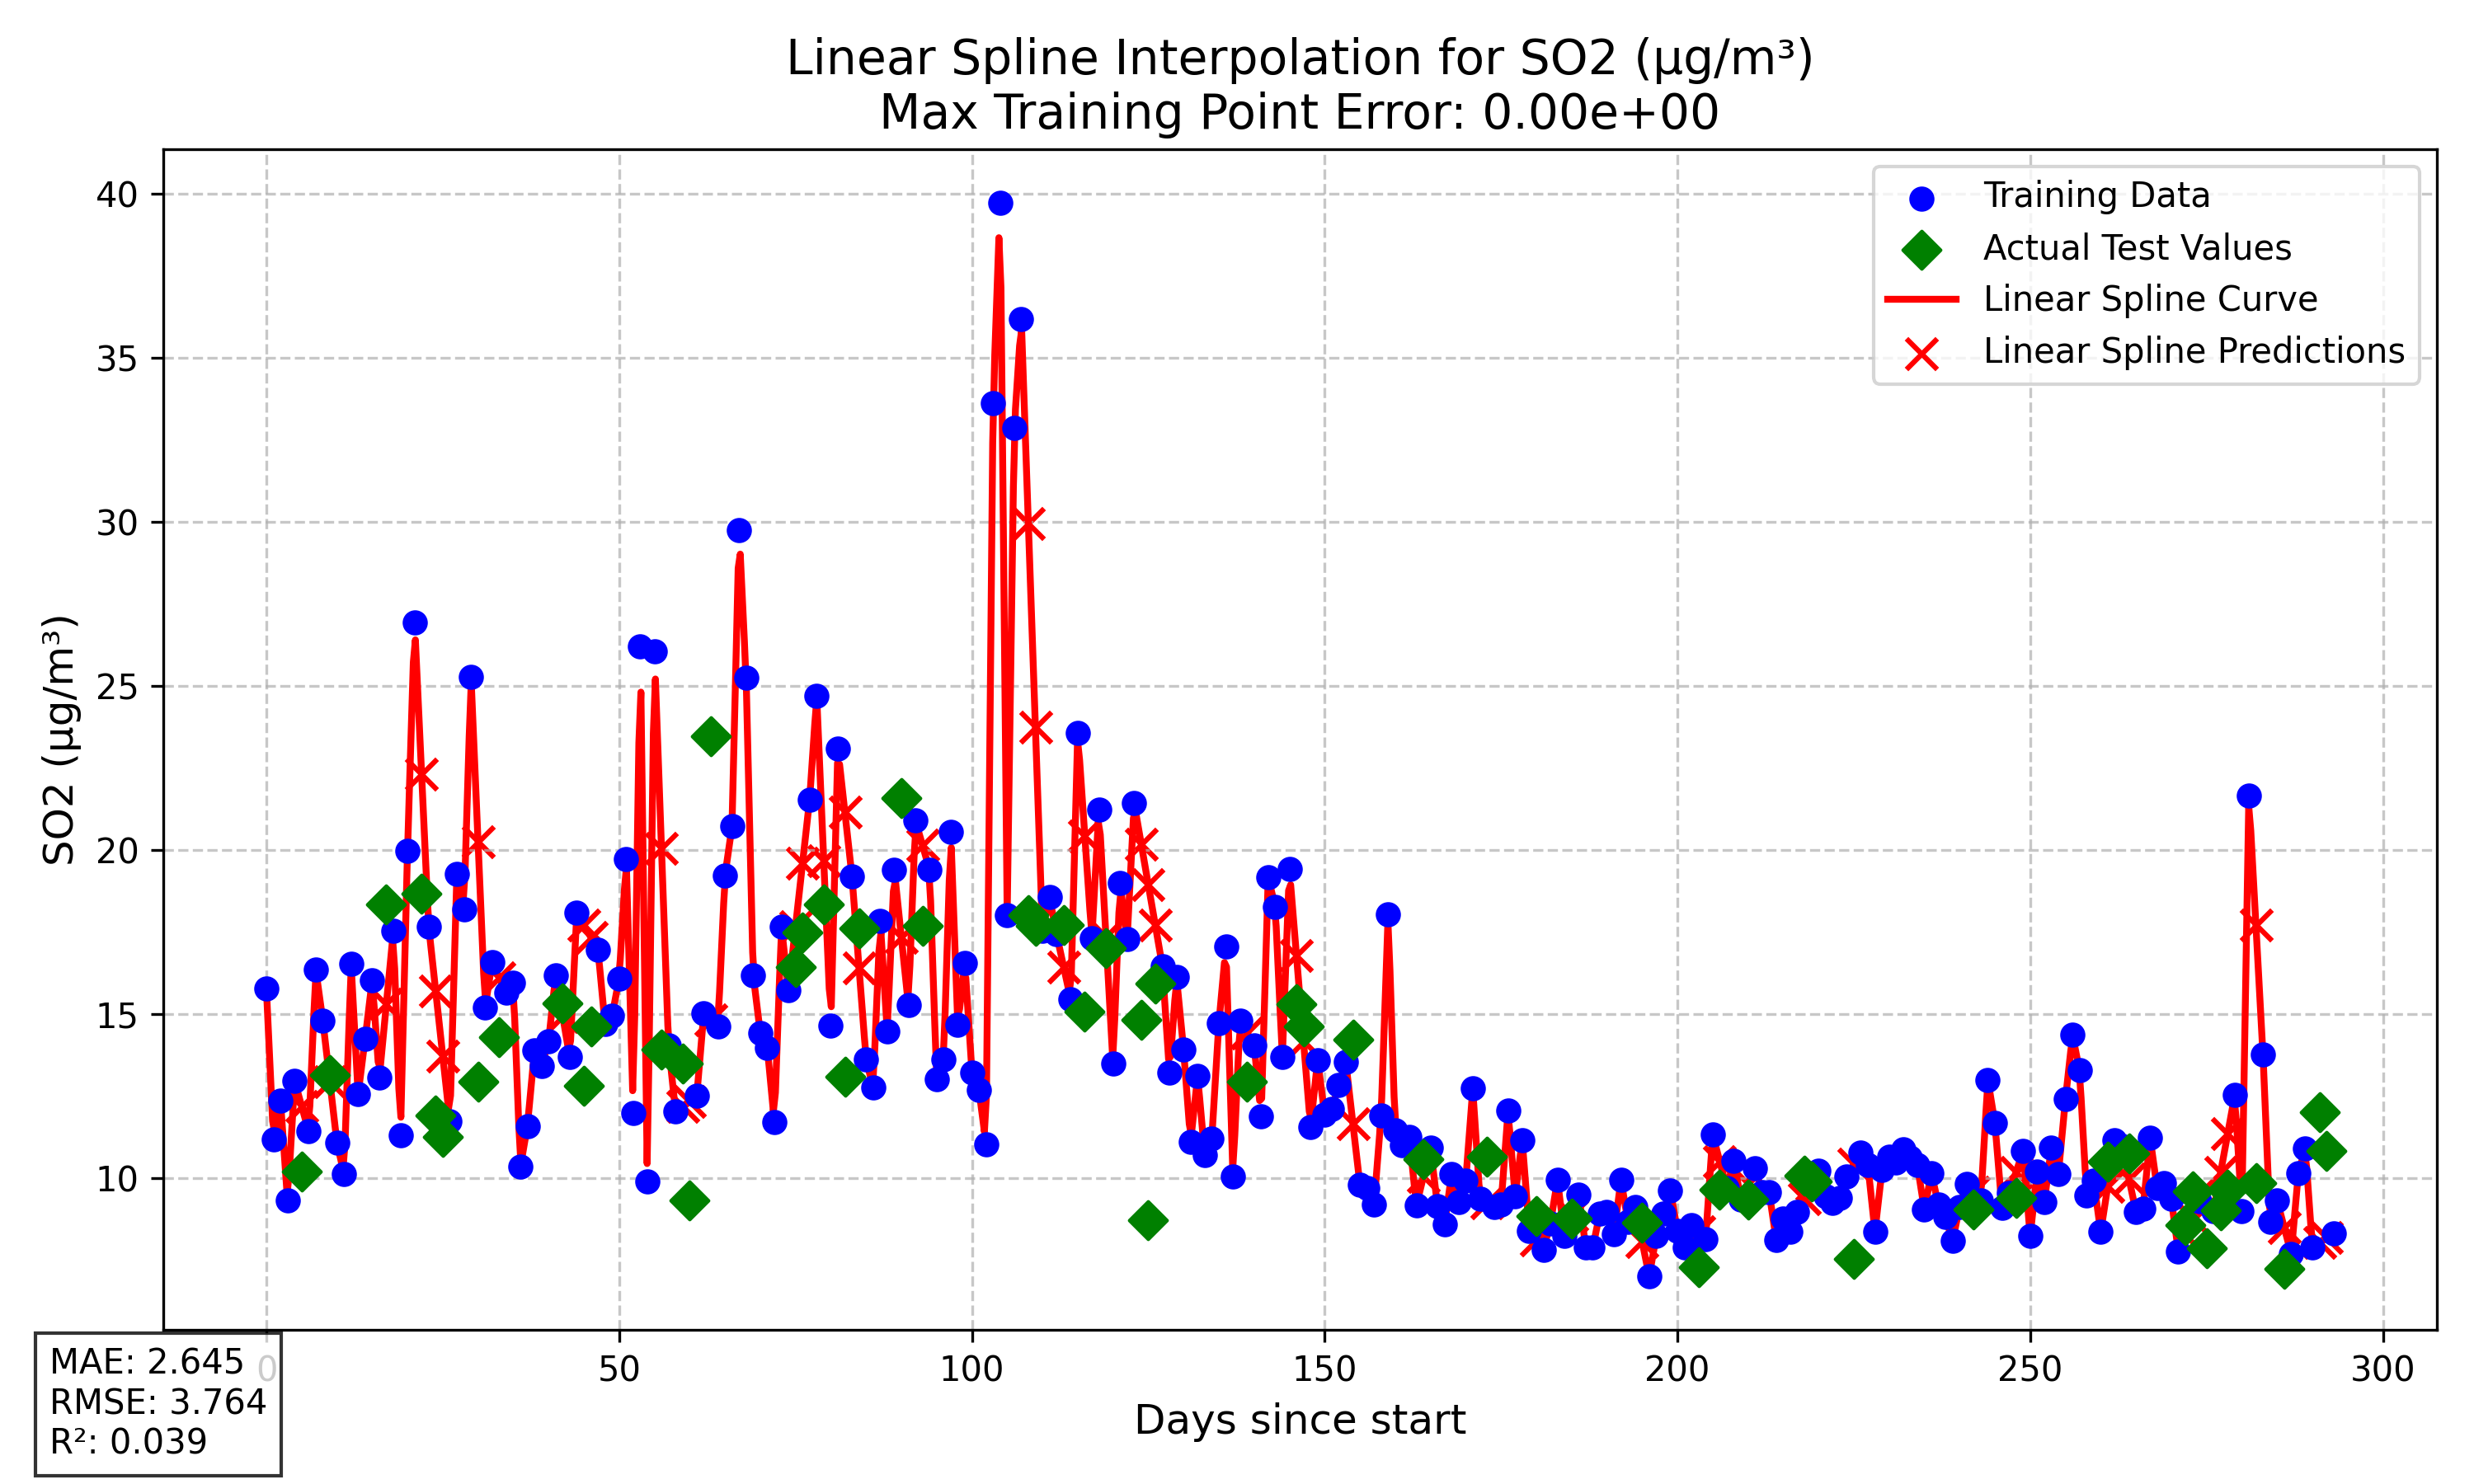 Linear Spline Interpolation for SO2 (µg/m³)
Max Training Point Error: 0.00e+00
Training Data
Actual Test Values
Linear Spline Curve
Linear Spline Predictions
SO2 (µg/m³)
40
35
30
25
20
15
10
0
50
100
150
200
250
300
Days since start
MAE: 2.645
RMSE: 3.764
R²: 0.039